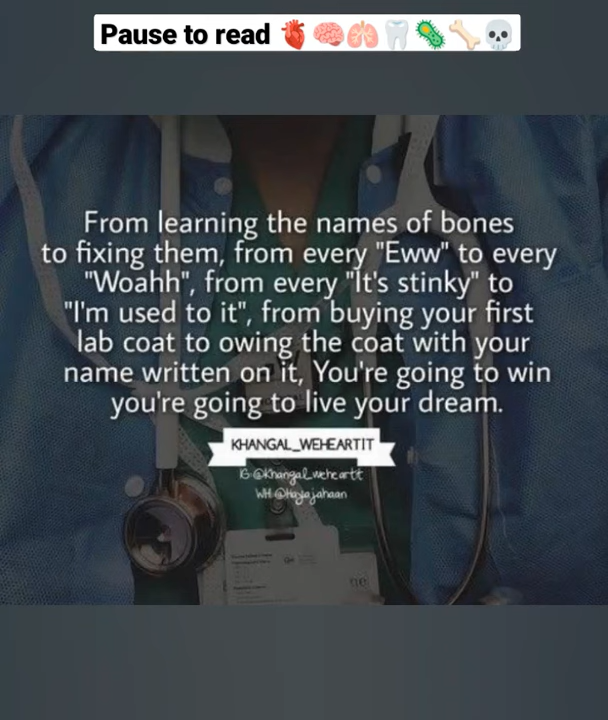 Pause to read 🫀🧠🫁🦷🦠🦴💀
From learning the names of bones
to fixing them, from every "Eww" to every
"Woahh", from every "It's stinky" to
"I'm used to it", from buying your first
lab coat to owing the coat with your
name written on it, You're going to win
you're going to live your dream.
KHANGAL_WEHEARTIT
IG:@Khangal_weheartit
WH:@Hayajahaan